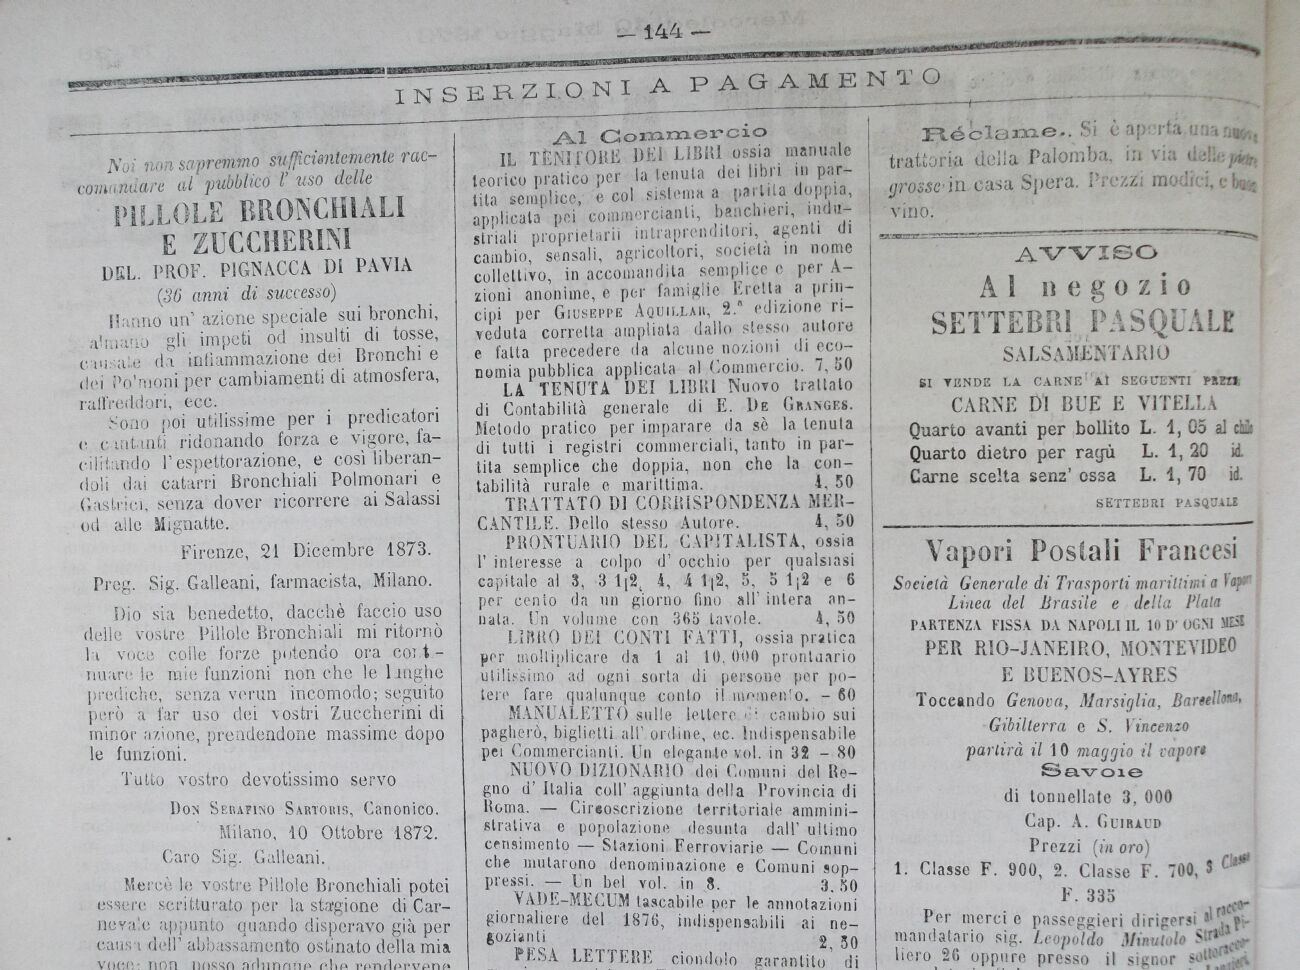 — 144 —
INSERZIONI A PAGAMENTO
Noi non sapremmo sufficientemente rac-
comandare al pubblico l' uso delle
PILLOLE BRONCHIALI
E ZUCCHERINI
DEL. PROF. PIGNACCA DI PAVIA
(36 anni di successo)
Hanno un' azione speciale sui bronchi,
almano gli impeti od insulti di tosse,
causale da infiammazione dei Bronchi e
dei Polmoni per cambiamenti di atmosfera,
raffreddori, ecc.
Sono poi utilissime per i predicatori
e cantanti ridonando forza e vigore, fa-
cilitando l'espettorazione, e così liberan-
doli dai catarri Bronchiali Polmonari e
Gastrici, senza dover ricorrere ai Salassi
od alle Mignatte.
Firenze, 21 Dicembre 1873.
Preg. Sig. Galleani, farmacista, Milano.
Dio sia benedetto, dacchè faccio uso
delle vostre Pillole Bronchiali mi ritornò
la voce colle forze potendo ora conti-
nuare le mie funzioni non che le lunghe
prediche, senza verun incomodo; seguito
però a far uso dei vostri Zuccherini di
minor azione, prendendone massime dopo
le funzioni.
Tutto vostro devotissimo servo
DON SERAFINO SARTORIS, Canonico.
Milano, 10 Ottobre 1872.
Caro Sig. Galleani.
Mercè le vostre Pillole Bronchiali potei
essere scritturato per la stagione di Car-
nevale appunto quando disperavo già per
causa dell' abbassamento ostinato della mia
voce; non posso adunque che rendervene
Al Commercio
IL TENITORE DEI LIBRI ossia manuale
teorico pratico per la tenuta dei libri in par-
tita semplice, e col sistema a partita doppia,
applicata pei commercianti, banchieri, indu-
striali proprietarii intraprenditori, agenti di
cambio, sensali, agricoltori, società in nome
collettivo, in accomandita semplice e per A-
zioni anonime, e per famiglie Eretta a prin-
cipi per GIUSEPPE AQUILLAR, 2.ª edizione ri-
veduta corretta ampliata dallo stesso autore
e fatta precedere da alcune nozioni di eco-
nomia pubblica applicata al Commercio. 7, 50
LA TENUTA DEI LIBRI Nuovo trattato
di Contabilità generale di E. DE GRANGES.
Metodo pratico per imparare da sè la tenuta
di tutti i registri commerciali, tanto in par-
tita semplice che doppia, non che la con-
tabilità rurale e marittima. 4, 50
TRATTATO DI CORRISPONDENZA MER-
CANTILE. Dello stesso Autore. 4, 50
PRONTUARIO DEL CAPITALISTA, ossia
l' interesse a colpo d' occhio per qualsiasi
capitale al 3, 3 1|2, 4, 4 1|2, 5, 5 1|2 e 6
per cento da un giorno fino all' intera an-
nata. Un volume con 365 tavole. 4, 50
LIBRO DEI CONTI FATTI, ossia pratica
per moltiplicare da 1 al 10,000 prontuario
utilissimo ad ogni sorta di persone per po-
tere fare qualunque conto il momento. - 60
MANUALETTO sulle lettere di cambio sui
pagherò, biglietti all' ordine, ec. Indispensabile
pei Commercianti. Un elegante vol. in 32 - 80
NUOVO DIZIONARIO dei Comuni del Re-
gno d' Italia coll' aggiunta della Provincia di
Roma. — Circoscrizione territoriale ammini-
strativa e popolazione desunta dall' ultimo
censimento — Stazioni Ferroviarie — Comuni
che mutarono denominazione e Comuni sop-
pressi. — Un bel vol. in 8. 3,50
VADE-MECUM tascabile per le annotazioni
giornaliere del 1876, indispensabili ai ne-
gozianti 2, 50
PESA LETTERE ciondolo garantito di
Réclame.. Si è aperta una nuova
trattoria della Palomba, in via delle pietre
grosse in casa Spera. Prezzi modici, e buon
vino.
AVVISO
Al negozio
SETTEBRI PASQUALE
SALSAMENTARIO
SI VENDE LA CARNE AI SEGUENTI PREZZI
CARNE DI BUE E VITELLA
Quarto avanti per bollito L. 1, 05 al chilo
Quarto dietro per ragù L. 1, 20 id.
Carne scelta senz' ossa L. 1, 70 id.
SETTEBRI PASQUALE
Vapori Postali Francesi
Società Generale di Trasporti marittimi a Vapore
Linea del Brasile e della Plata
PARTENZA FISSA DA NAPOLI IL 10 D' OGNI MESE
PER RIO-JANEIRO, MONTEVIDEO
E BUENOS-AYRES
Toccando Genova, Marsiglia, Barcellona,
Gibilterra e S. Vincenzo
partirà il 10 maggio il vapore
Savoie
di tonnellate 3, 000
Cap. A. GUIRAUD
Prezzi (in oro)
1. Classe F. 900, 2. Classe F. 700, 3 Classe
F. 335
Per merci e passeggieri dirigersi al racco-
mandatario sig. Leopoldo Minutolo Strada Pi-
liero 26 oppure presso il signor sottoracco-